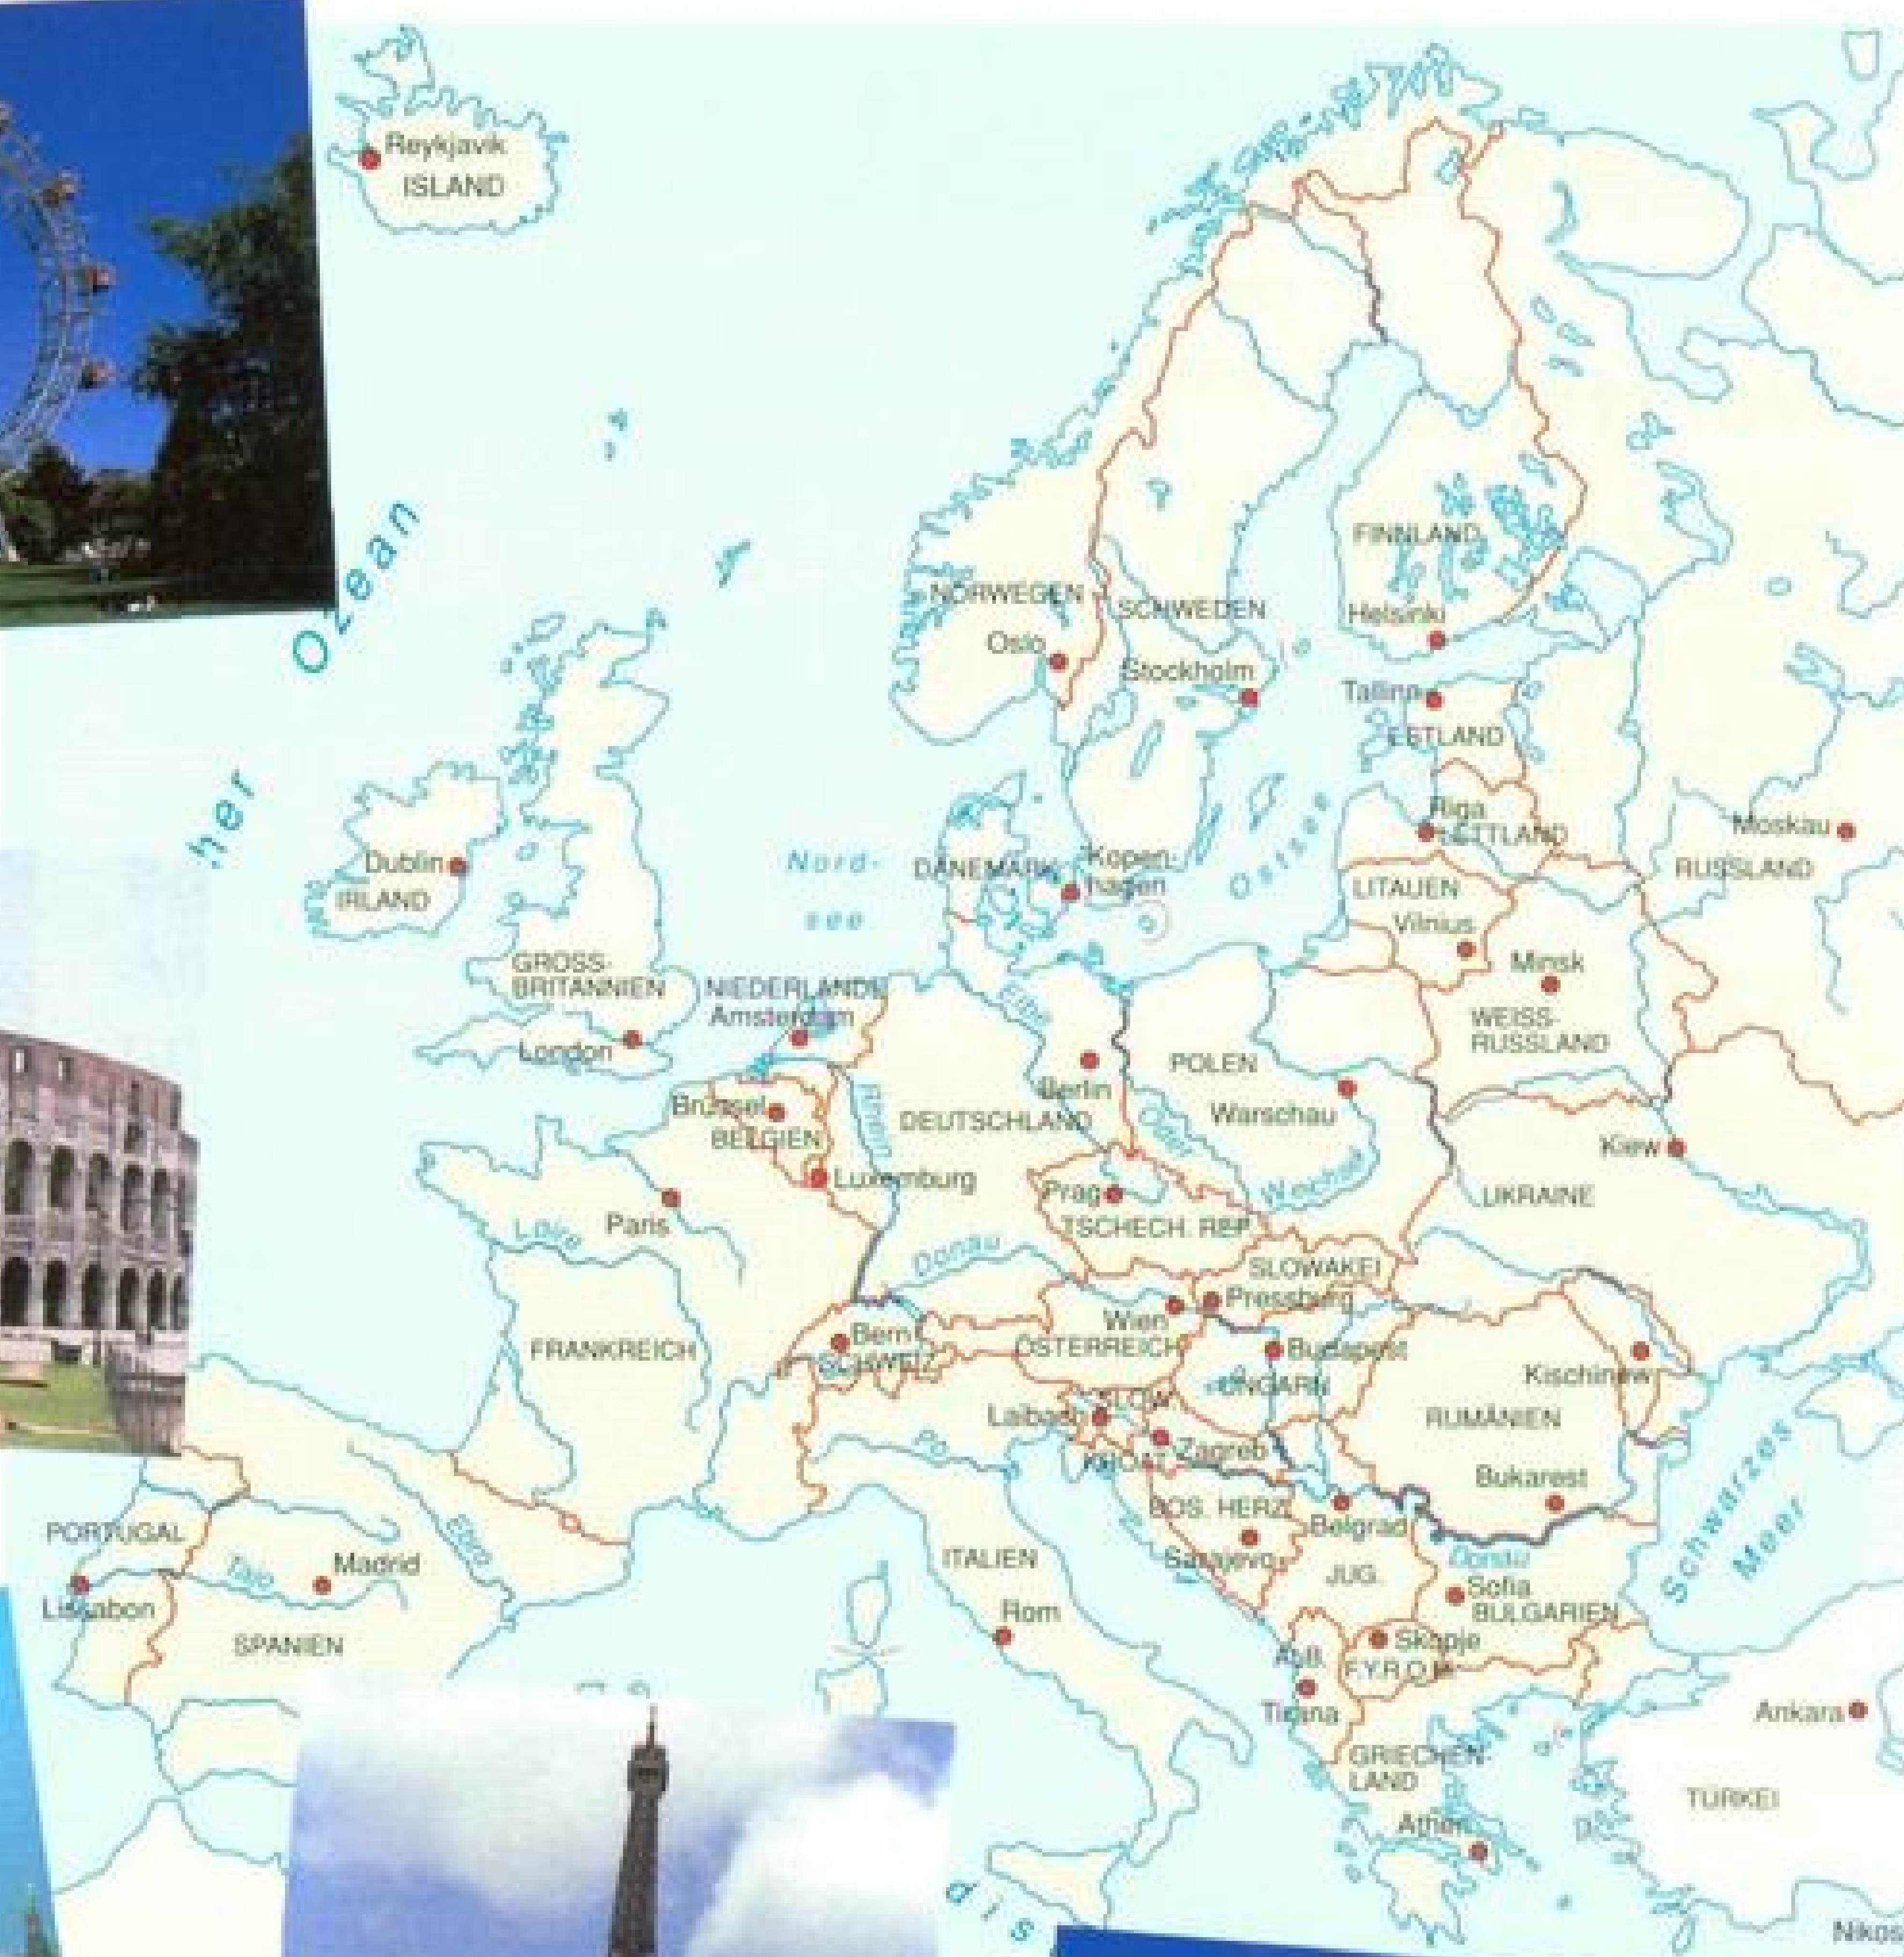 Reykjavik
ISLAND
Ozean
her
FINNLAND
NORWEGEN
SCHWEDEN
Helsinki
Oslo
Stockholm
Tallinn
ESTLAND
Riga
LETTLAND
Moskau
RUSSLAND
Dublin
IRLAND
Nord-
see
DÄNEMARK
Kopen-
hagen
Ostsee
LITAUEN
Vilnius
Minsk
WEISS-
RUSSLAND
GROSS-
BRITANNIEN
London
NIEDERLANDE
Amsterdam
Elbe
POLEN
Berlin
Warschau
Brüssel
BELGIEN
Rhein
DEUTSCHLAND
Oder
Kiew
Luxemburg
Prag
Weichsel
UKRAINE
Paris
Loire
TSCHECH. REP.
Donau
SLOWAKEI
Pressburg
Wien
Bern
SCHWEIZ
ÖSTERREICH
Budapest
UNGARN
FRANKREICH
Kischinew
SLOW.
Laibach
RUMÄNIEN
Po
KROAT.
Zagreb
Bukarest
BOS. HERZ.
Belgrad
Sarajevo
JUG.
Donau
Sofia
BULGARIEN
Schwarzes
Meer
PORTUGAL
Ebro
Tajo
Madrid
Lissabon
SPANIEN
ITALIEN
Rom
Skopje
F.Y.R.O.M.
ALB.
Tirana
Ankara
GRIECHEN-
LAND
TÜRKEI
Athen
dis
Nikos